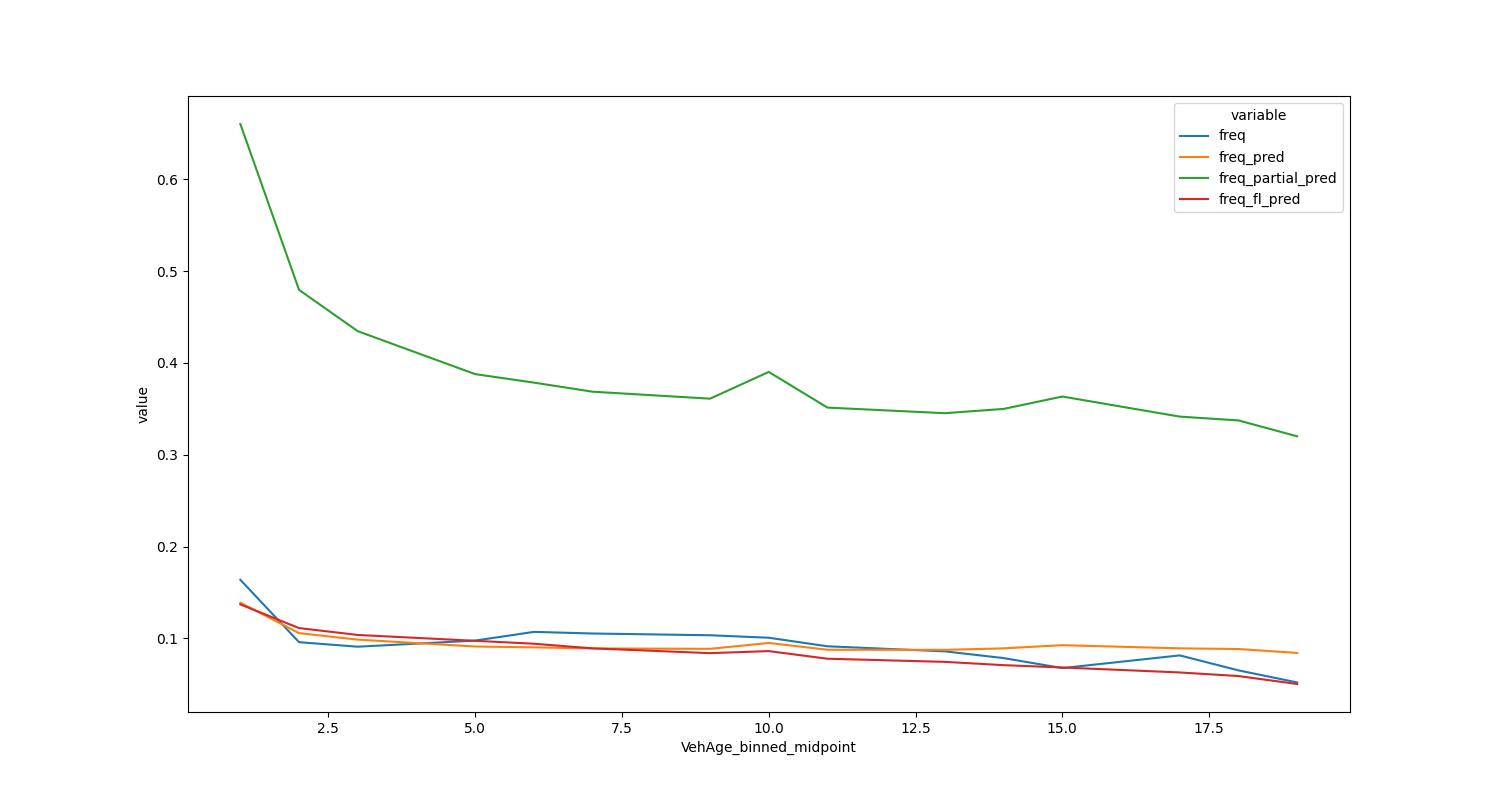 variable
freq
freq_pred
freq_partial_pred
freq_fl_pred
0.6
0.5
0.4
0.3
0.2
0.1
value
2.5 5.0 7.5 10.0 12.5 15.0 17.5
VehAge_binned_midpoint